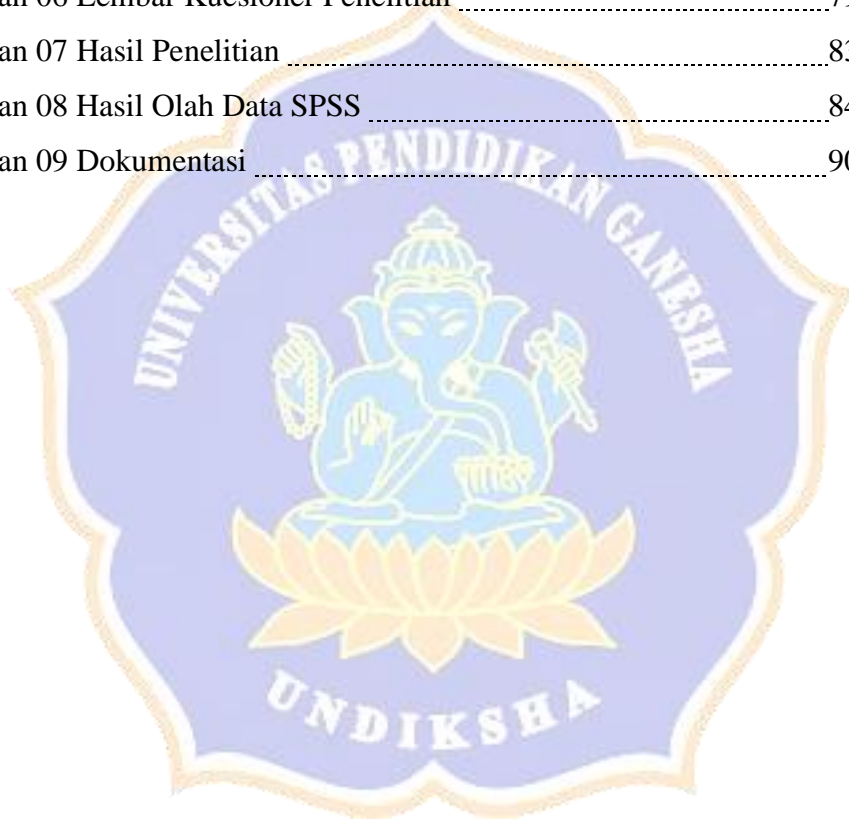 an 06 Lembar Kuesioner Penelitian
an 07 Hasil Penelitian 83
an 08 Hasil Olah Data SPSS 84
an 09 Dokumentasi 90
UNIVERSITAS PENDIDIKAN GANESHA
UNDIKSHA